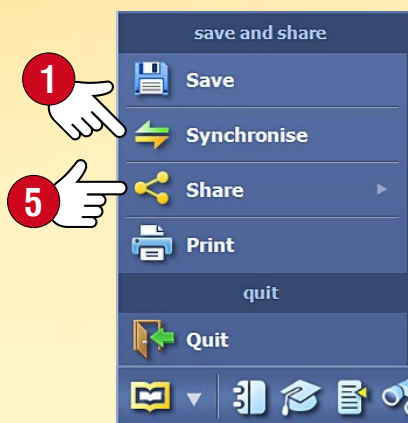 save and share
1
Save
Synchronise
5
Share
Print
quit
Quit